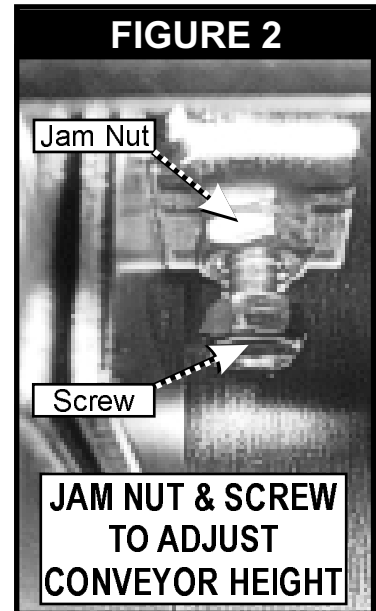 FIGURE 2
Jam Nut
Screw
JAM NUT & SCREW
TO ADJUST
CONVEYOR HEIGHT